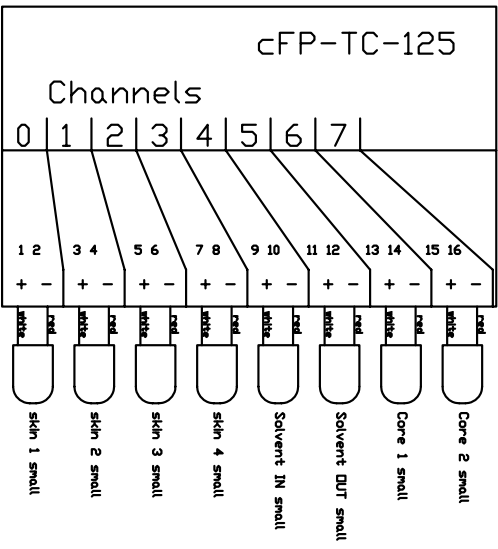 cFP-TC-125
Channels
0 1 2 3 4 5 6 7
1 2 3 4 5 6 7 8 9 10 11 12 13 14 15 16
+ - + - + - + - + - + - + - + -
white red white red white red white red white red white red white red white red
skin 1 small
skin 2 small
skin 3 small
skin 4 small
Solvent IN small
Solvent OUT small
Core 1 small
Core 2 small